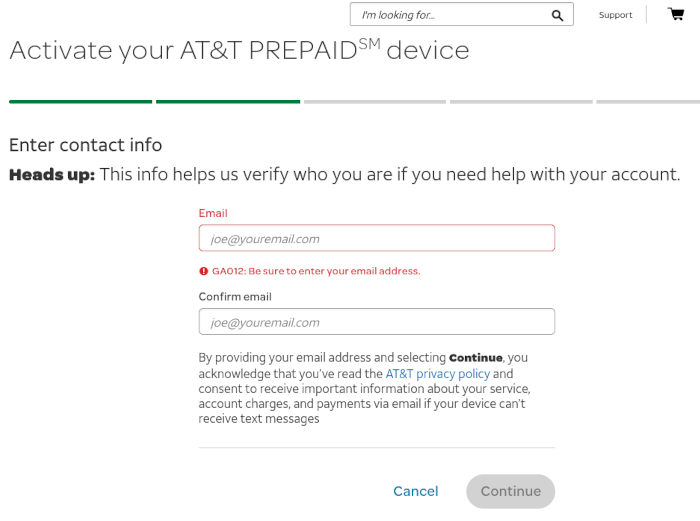 I'm looking for...
Support
Activate your AT&T PREPAID℠ device
Enter contact info
Heads up: This info helps us verify who you are if you need help with your account.
Email
joe@youremail.com
GA012: Be sure to enter your email address.
Confirm email
joe@youremail.com
By providing your email address and selecting Continue, you
acknowledge that you've read the AT&T privacy policy and
consent to receive important information about your service,
account charges, and payments via email if your device can't
receive text messages
Cancel
Continue